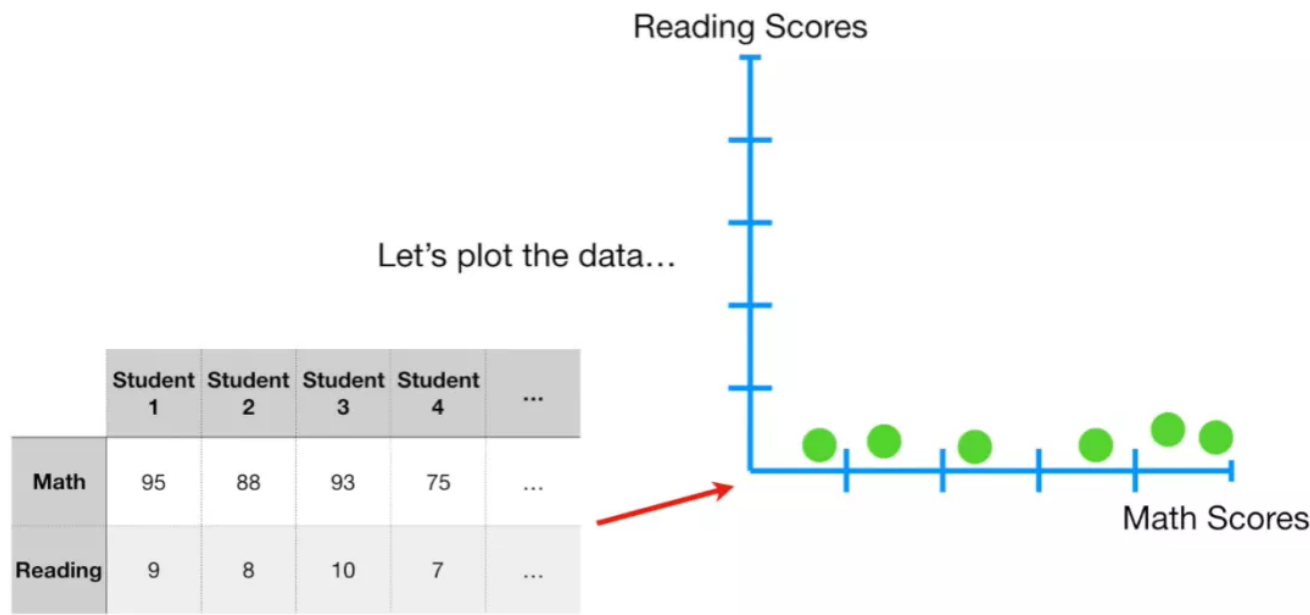 Reading Scores
Let’s plot the data…
Student 1 Student 2 Student 3 Student 4 ...
Math 95 88 93 75 ...
Reading 9 8 10 7 ...
Math Scores